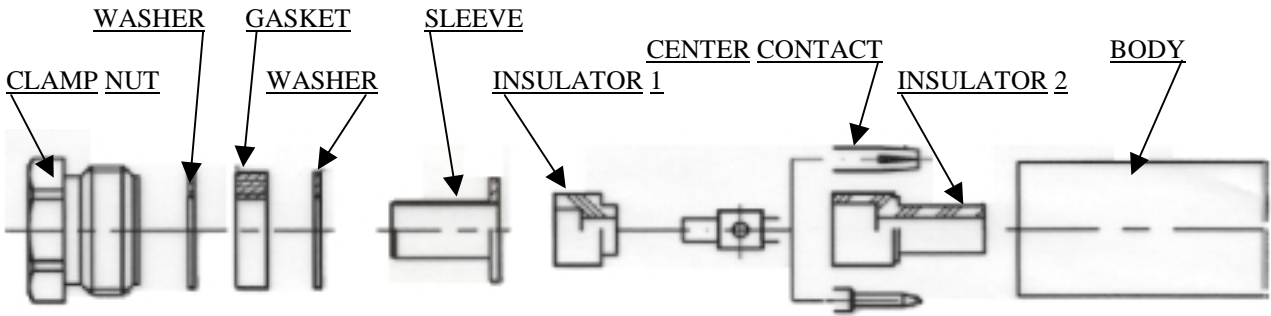 WASHER GASKET SLEEVE
CENTER CONTACT BODY
CLAMP NUT WASHER INSULATOR 1 INSULATOR 2